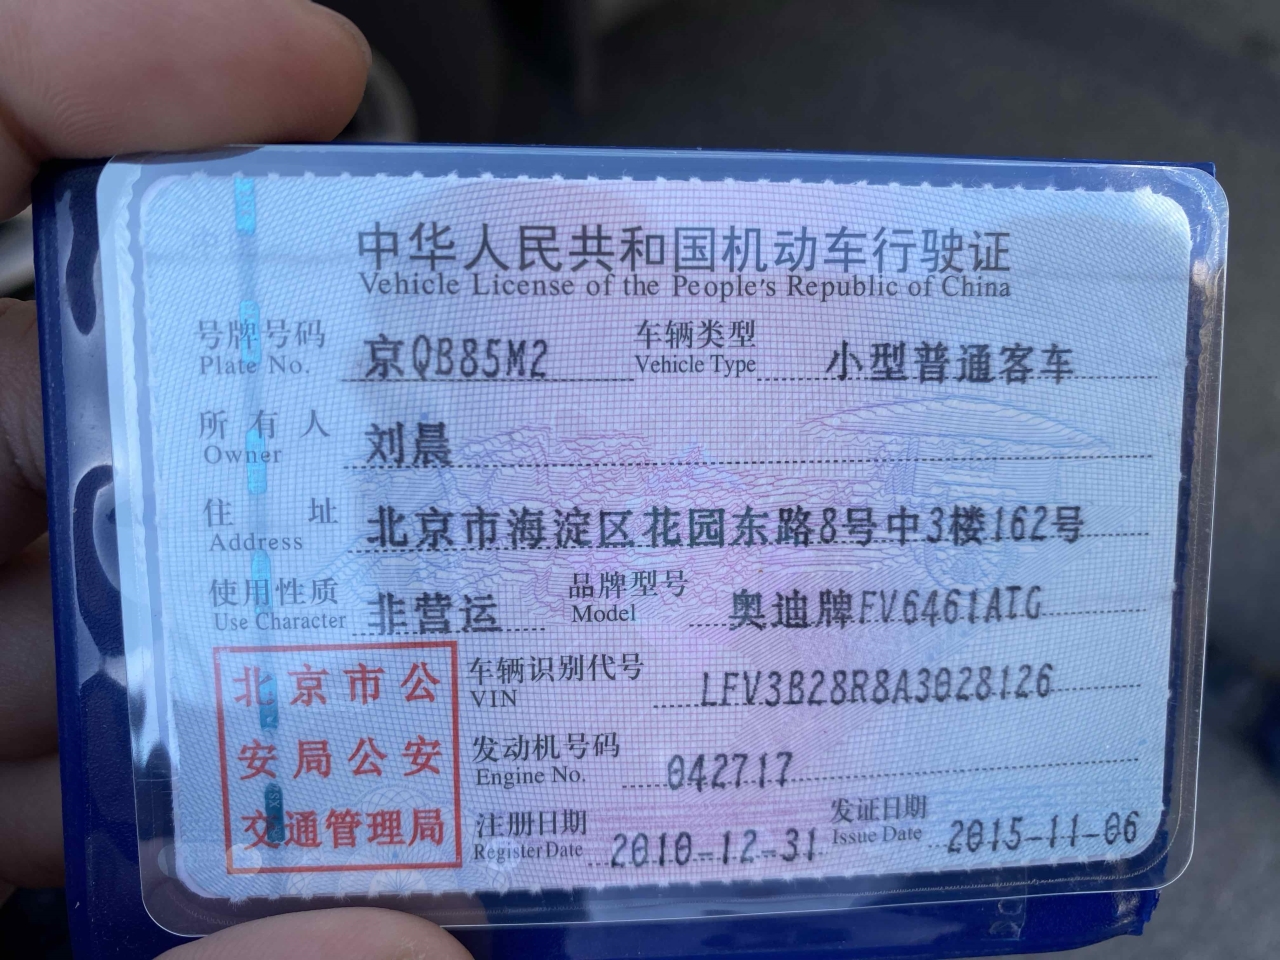 中华人民共和国机动车行驶证
Vehicle License of the People's Republic of China
号牌号码 京QB85M2 车辆类型 小型普通客车
Plate No. Vehicle Type
所有人 刘晨
Owner
住址 北京市海淀区花园东路8号中3楼162号
Address
使用性质 非营运 品牌型号 奥迪牌FV6461ATG
Use Character Model
北京市公
安局公安
交通管理局
车辆识别代号 LFV3B28R8A3028126
VIN
发动机号码 042717
Engine No.
注册日期 2010-12-31 发证日期 2015-11-06
Register Date Issue Date